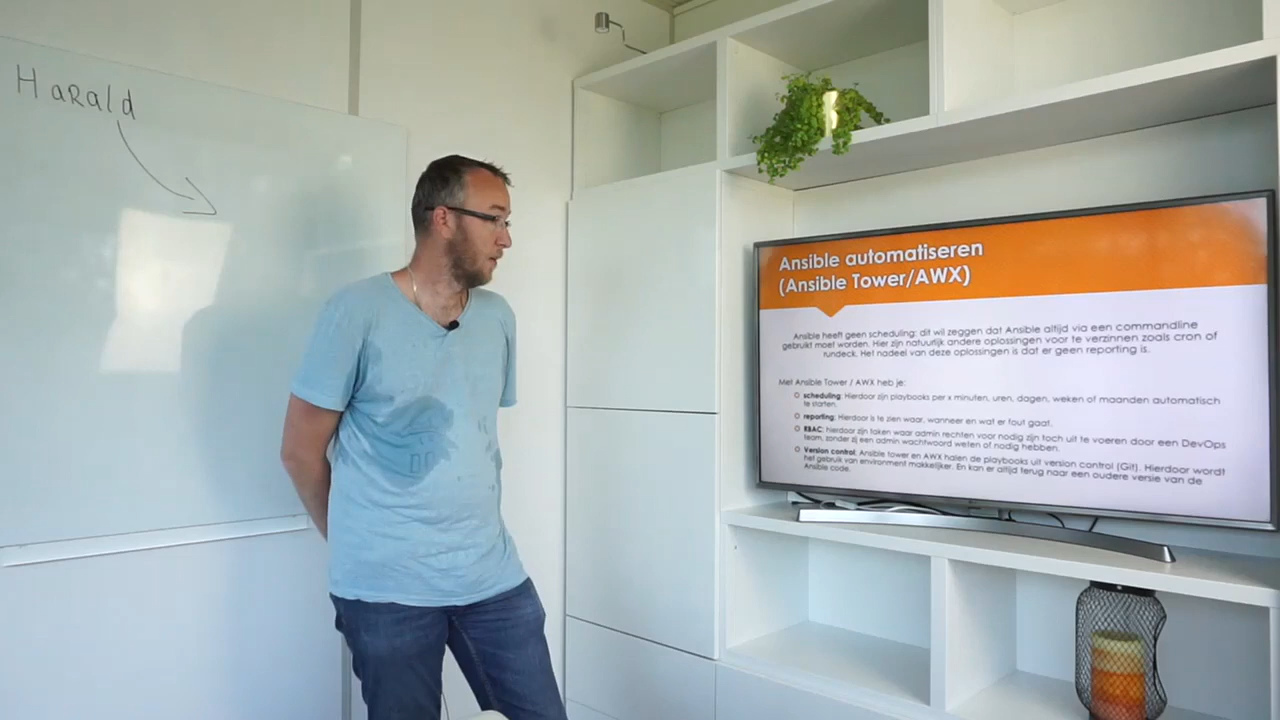 HaRald
Ansible automatiseren
(Ansible Tower/AWX)
Ansible heeft geen scheduling: dit wil zeggen dat Ansible altijd via een commandline
gebruikt moet worden. Hier zijn natuurlijk andere oplossingen voor te verzinnen zoals cron of
rundeck. Het nadeel van deze oplossingen is dat er geen reporting is.
Met Ansible Tower / AWX heb je:
scheduling: Hierdoor zijn playbooks per x minuten, uren, dagen, weken of maanden automatisch
te starten.
reporting: Hierdoor is te zien waar, wanneer en wat er fout gaat.
RBAC: hierdoor zijn taken waar admin rechten voor nodig zijn toch uit te voeren door een DevOps
team, zonder zij een admin wachtwoord weten of nodig hebben.
Version control: Ansible tower en AWX halen de playbooks uit version control (Git). Hierdoor wordt
het gebruik van environment makkelijker. En kan er altijd terug naar een oudere versie van de
Ansible code.